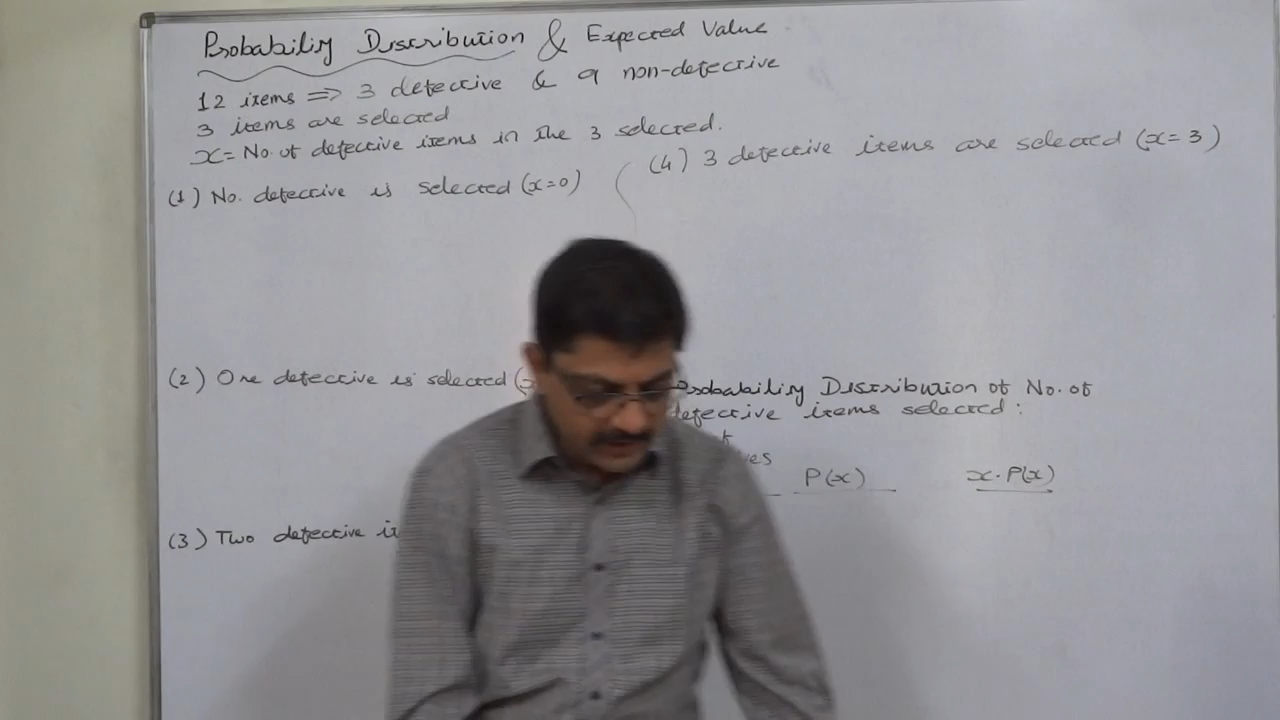 Probability Distribution & Expected Value
12 items => 3 defective & 9 non-defective
3 items are selected
x = No. of defective items in the 3 selected.
(1) No. defective is selected (x=0)
(2) One defective is selected (
(3) Two defective it
(4) 3 defective items are selected (x=3)
Probability Distribution of No. of
defective items selected:
P(x) x.P(x)